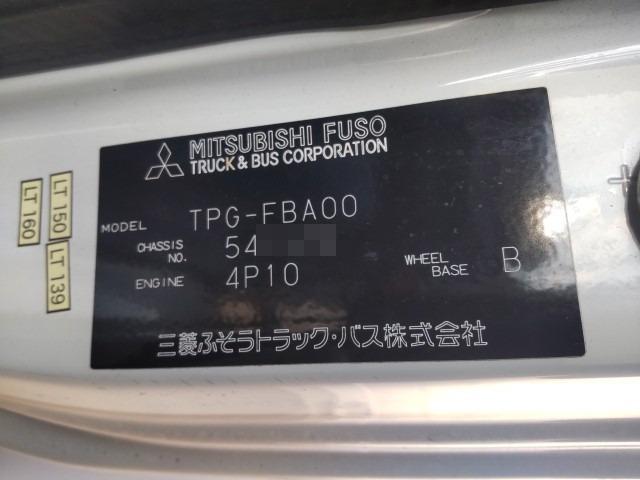 MITSUBISHI FUSO
TRUCK & BUS CORPORATION
MODEL TPG-FBA00
CHASSIS NO. 54
ENGINE 4P10
WHEEL BASE B
三菱ふそうトラック・バス株式会社
LT 160
LT 150
LT 139